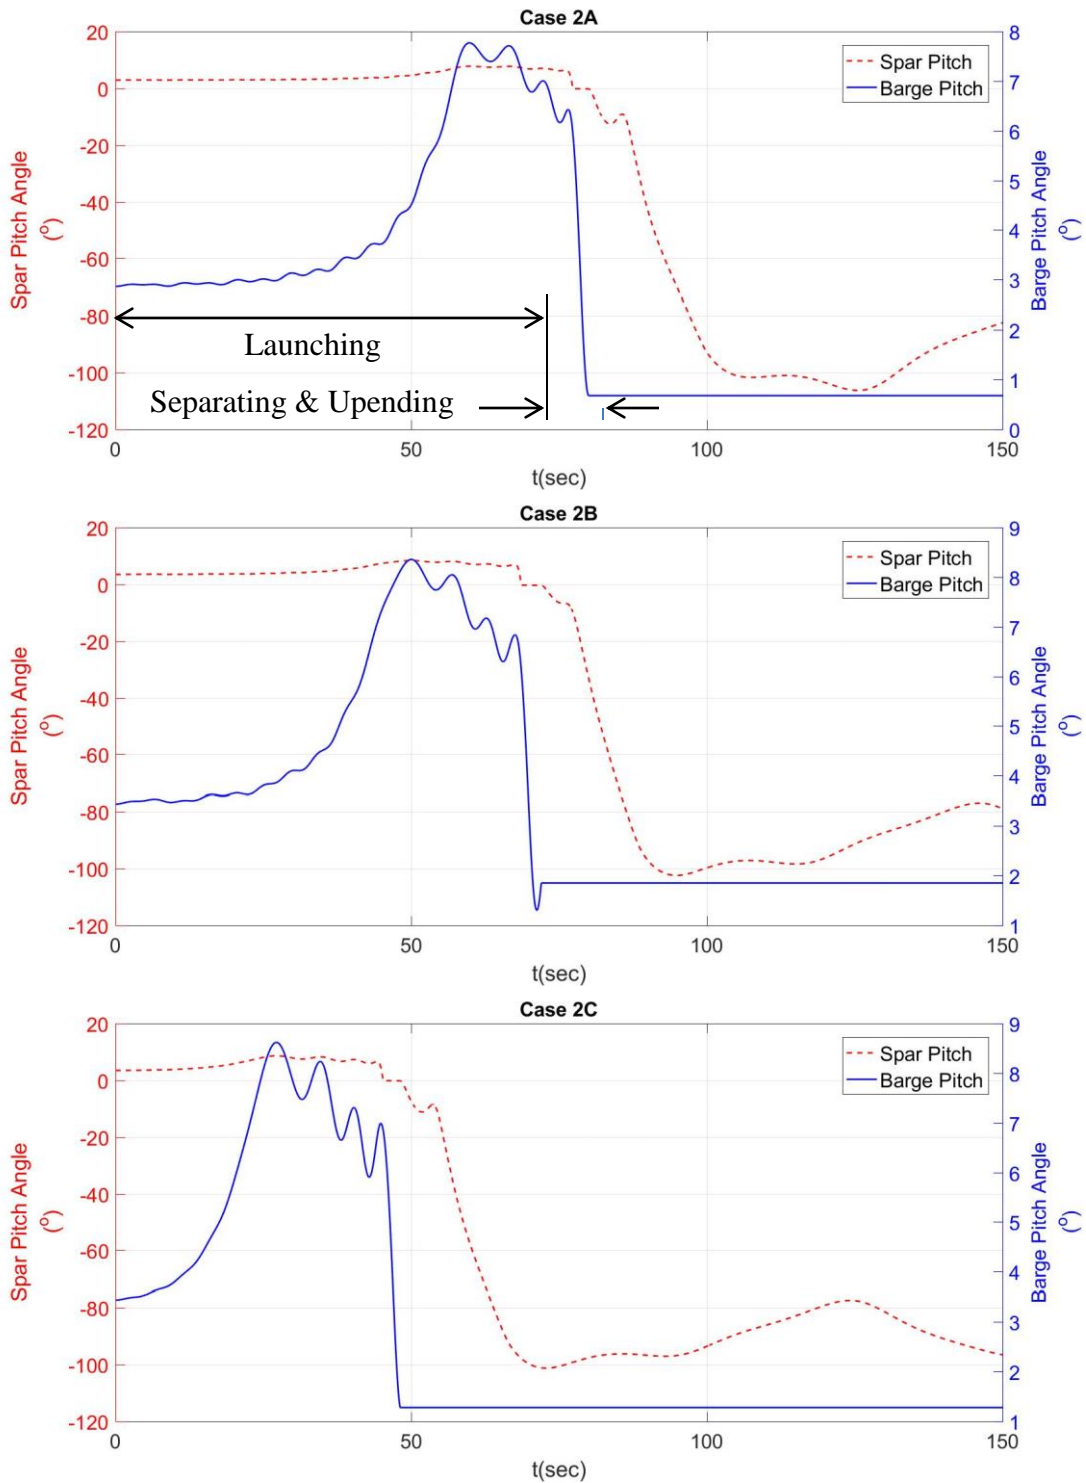 Case 2A
20
0
-20
-40
-60
-80
-100
-120
Spar Pitch Angle
(o)
8
7
6
5
4
3
2
1
0
Barge Pitch Angle
(o)
Spar Pitch
Barge Pitch
Launching
Separating & Upending
0
50
100
150
t(sec)
Case 2B
20
0
-20
-40
-60
-80
-100
-120
Spar Pitch Angle
(o)
9
8
7
6
5
4
3
2
1
Barge Pitch Angle
(o)
Spar Pitch
Barge Pitch
0
50
100
150
t(sec)
Case 2C
20
0
-20
-40
-60
-80
-100
-120
Spar Pitch Angle
(o)
9
8
7
6
5
4
3
2
1
Barge Pitch Angle
(o)
Spar Pitch
Barge Pitch
0
50
100
150
t(sec)